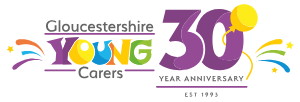 Gloucestershire
YOUNG
Carers
30
YEAR ANNIVERSARY
EST 1993